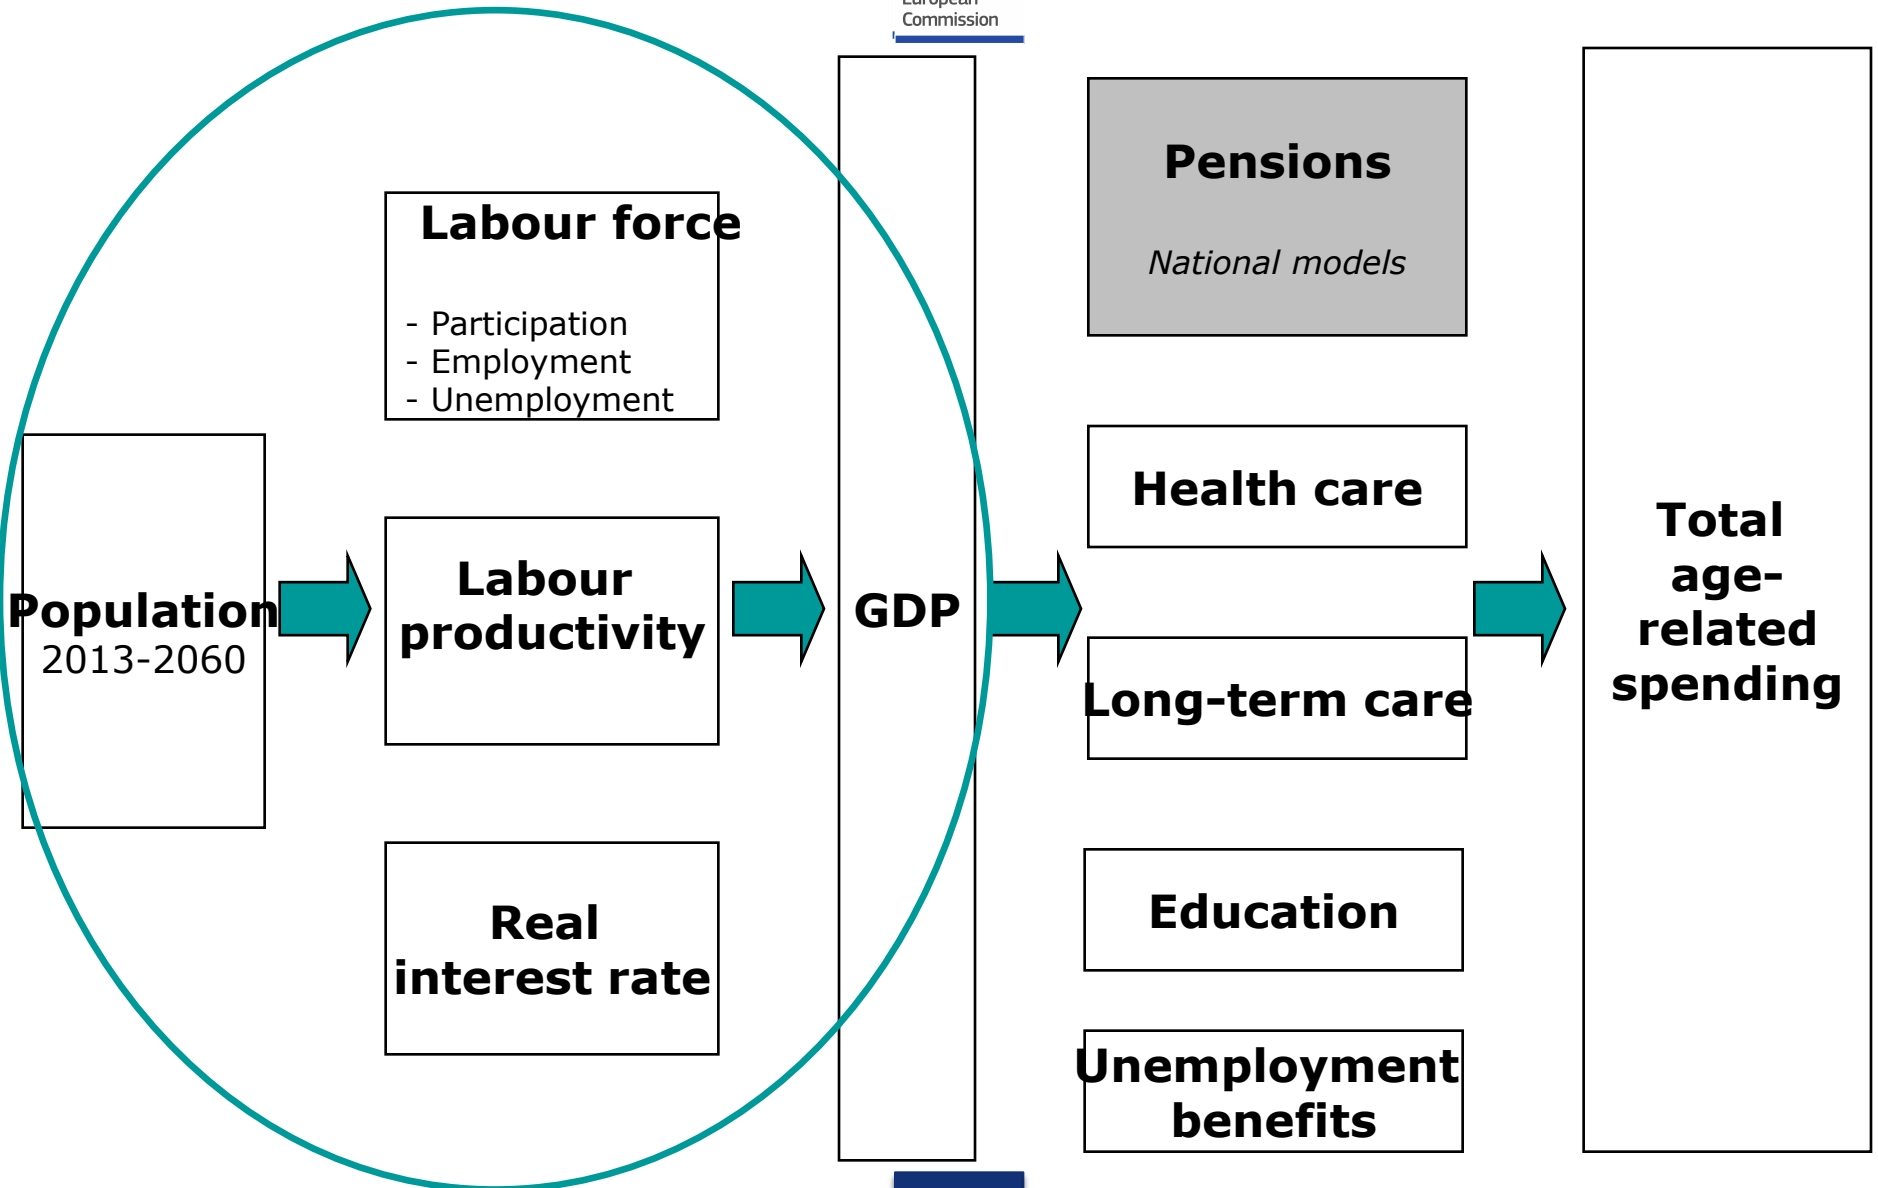 European
Commission
Population
2013-2060
Labour force
- Participation
- Employment
- Unemployment
Labour
productivity
Real
interest rate
GDP
Pensions
National models
Health care
Long-term care
Education
Unemployment
benefits
Total
age-
related
spending